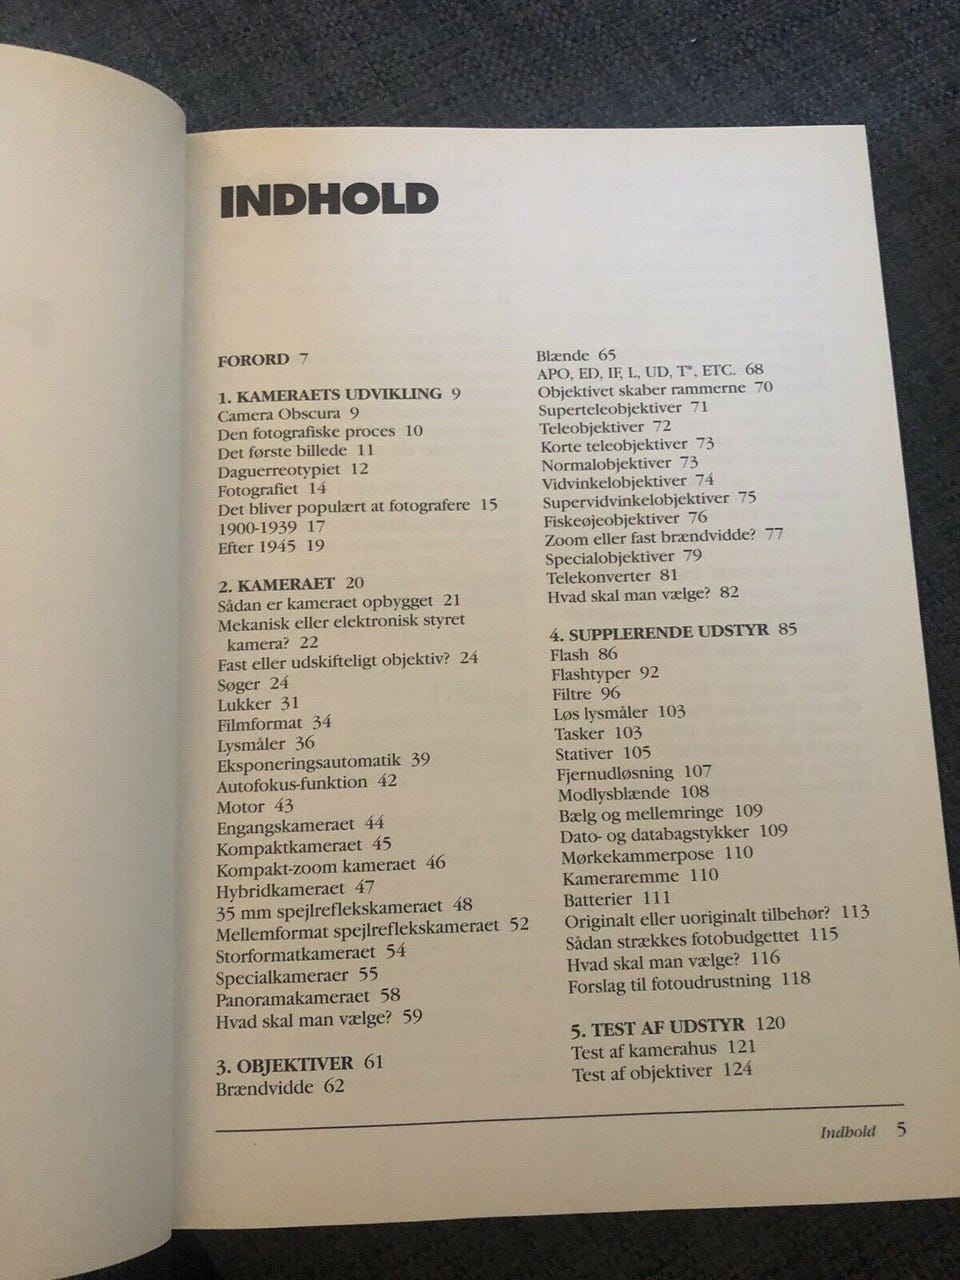 INDHOLD
FORORD 7
1. KAMERAETS UDVIKLING 9
Camera Obscura 9
Den fotografiske proces 10
Det første billede 11
Daguerreotypiet 12
Fotografiet 14
Det bliver populært at fotografere 15
1900-1939 17
Efter 1945 19
2. KAMERAET 20
Sådan er kameraet opbygget 21
Mekanisk eller elektronisk styret
kamera? 22
Fast eller udskifteligt objektiv? 24
Søger 24
Lukker 31
Filmformat 34
Lysmåler 36
Eksponeringsautomatik 39
Autofokus-funktion 42
Motor 43
Engangskameraet 44
Kompaktkameraet 45
Kompakt-zoom kameraet 46
Hybridkameraet 47
35 mm spejlreflekskameraet 48
Mellemformat spejlreflekskameraet 52
Storformatkameraet 54
Specialkameraer 55
Panoramakameraet 58
Hvad skal man vælge? 59
3. OBJEKTIVER 61
Brændvidde 62
Blænde 65
APO, ED, IF, L, UD, T*, ETC. 68
Objektivet skaber rammerne 70
Superteleobjektiver 71
Teleobjektiver 72
Korte teleobjektiver 73
Normalobjektiver 73
Vidvinkelobjektiver 74
Supervidvinkelobjektiver 75
Fiskeøjeobjektiver 76
Zoom eller fast brændvidde? 77
Specialobjektiver 79
Telekonverter 81
Hvad skal man vælge? 82
4. SUPPLERENDE UDSTYR 85
Flash 86
Flashtyper 92
Filtre 96
Løs lysmåler 103
Tasker 103
Stativer 105
Fjernudløsning 107
Modlysblænde 108
Bælg og mellemringe 109
Dato- og databagstykker 109
Mørkekammerpose 110
Kameraremme 110
Batterier 111
Originalt eller uoriginalt tilbehør? 113
Sådan strækkes fotobudgettet 115
Hvad skal man vælge? 116
Forslag til fotoudrustning 118
5. TEST AF UDSTYR 120
Test af kamerahus 121
Test af objektiver 124
Indhold 5